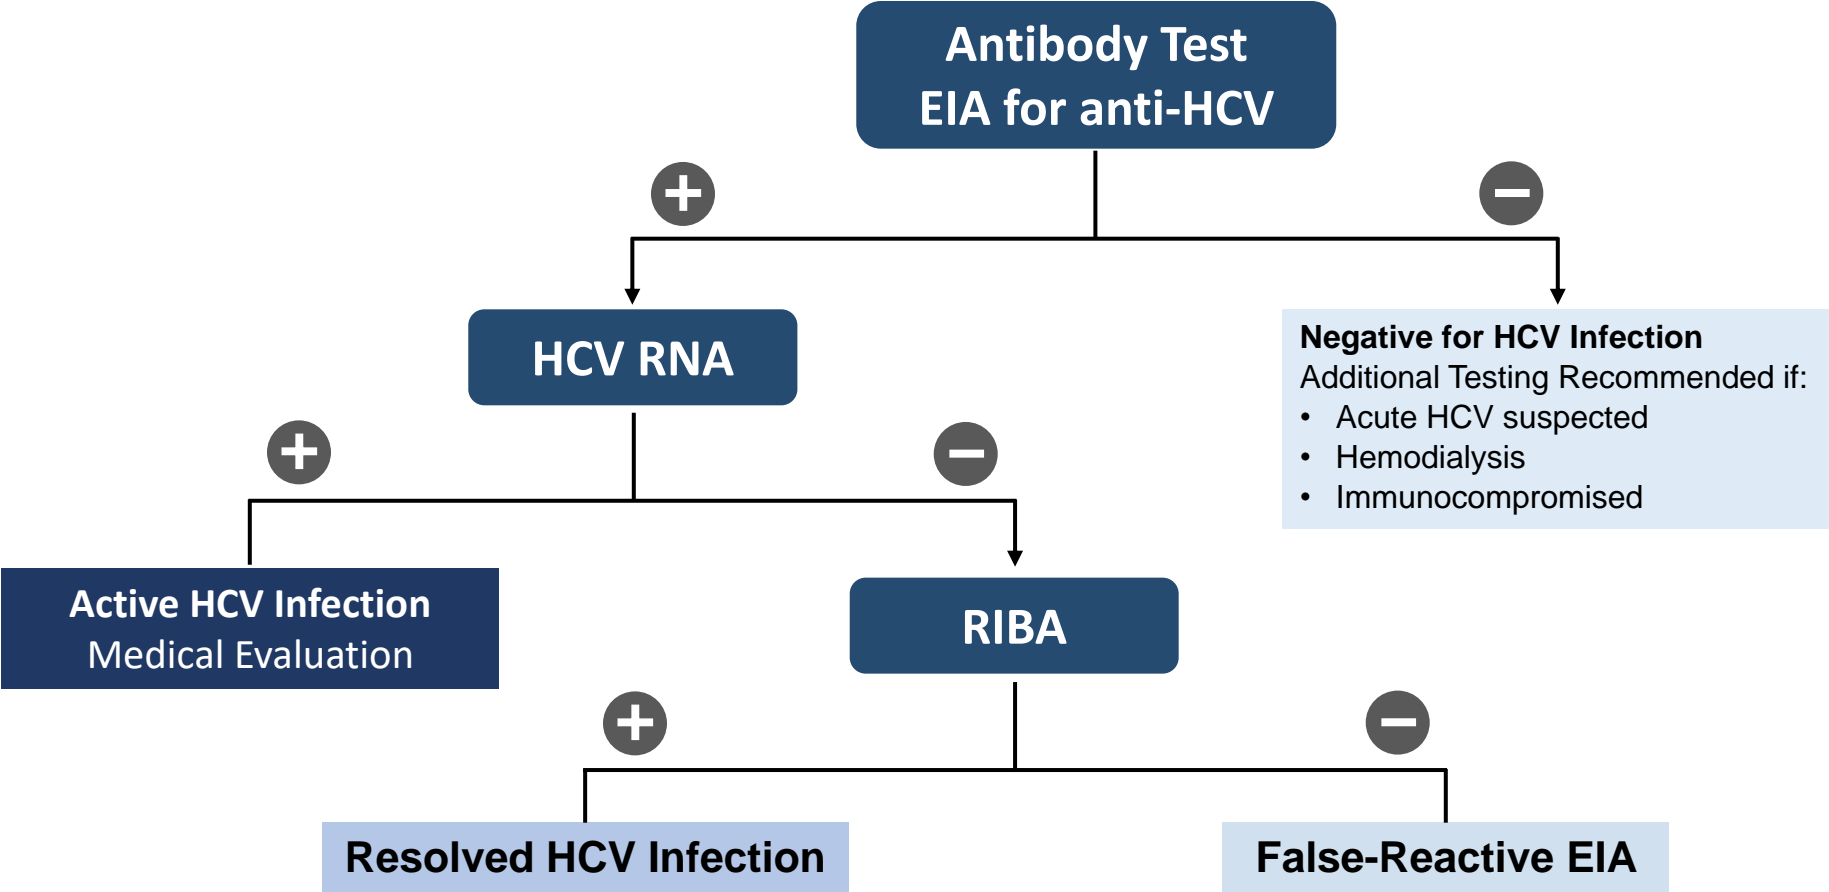 Antibody Test
EIA for anti-HCV
HCV RNA
Negative for HCV Infection
Additional Testing Recommended if:
• Acute HCV suspected
• Hemodialysis
• Immunocompromised
Active HCV Infection
Medical Evaluation
RIBA
Resolved HCV Infection
False-Reactive EIA